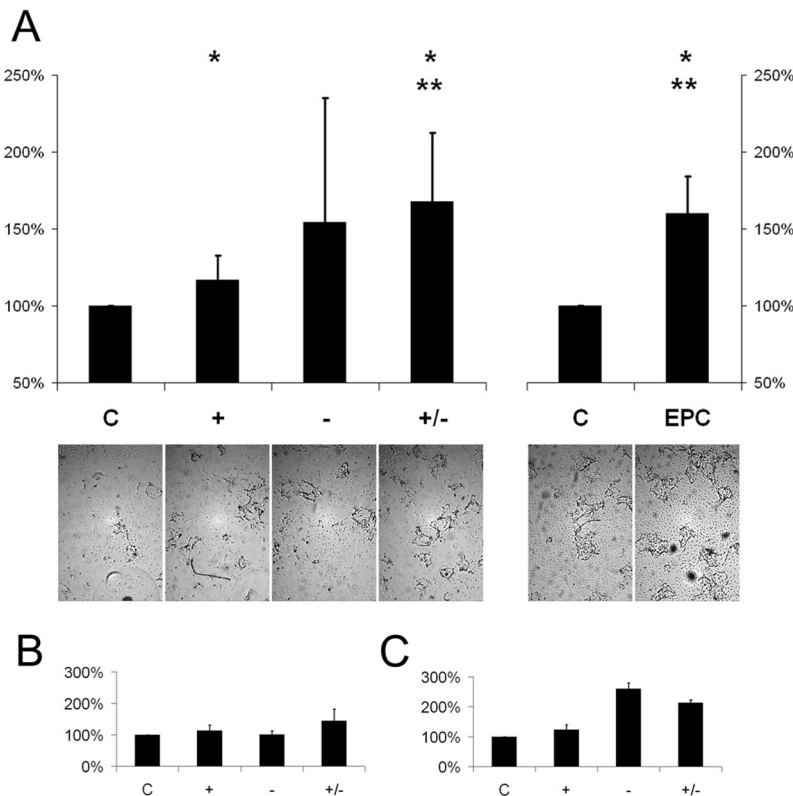 A
* * *
** **
250% 250%
200% 200%
150% 150%
100% 100%
50% 50%
C + - +/- C EPC
B C
300% 300%
200% 200%
100% 100%
0% 0%
C + - +/- C + - +/-